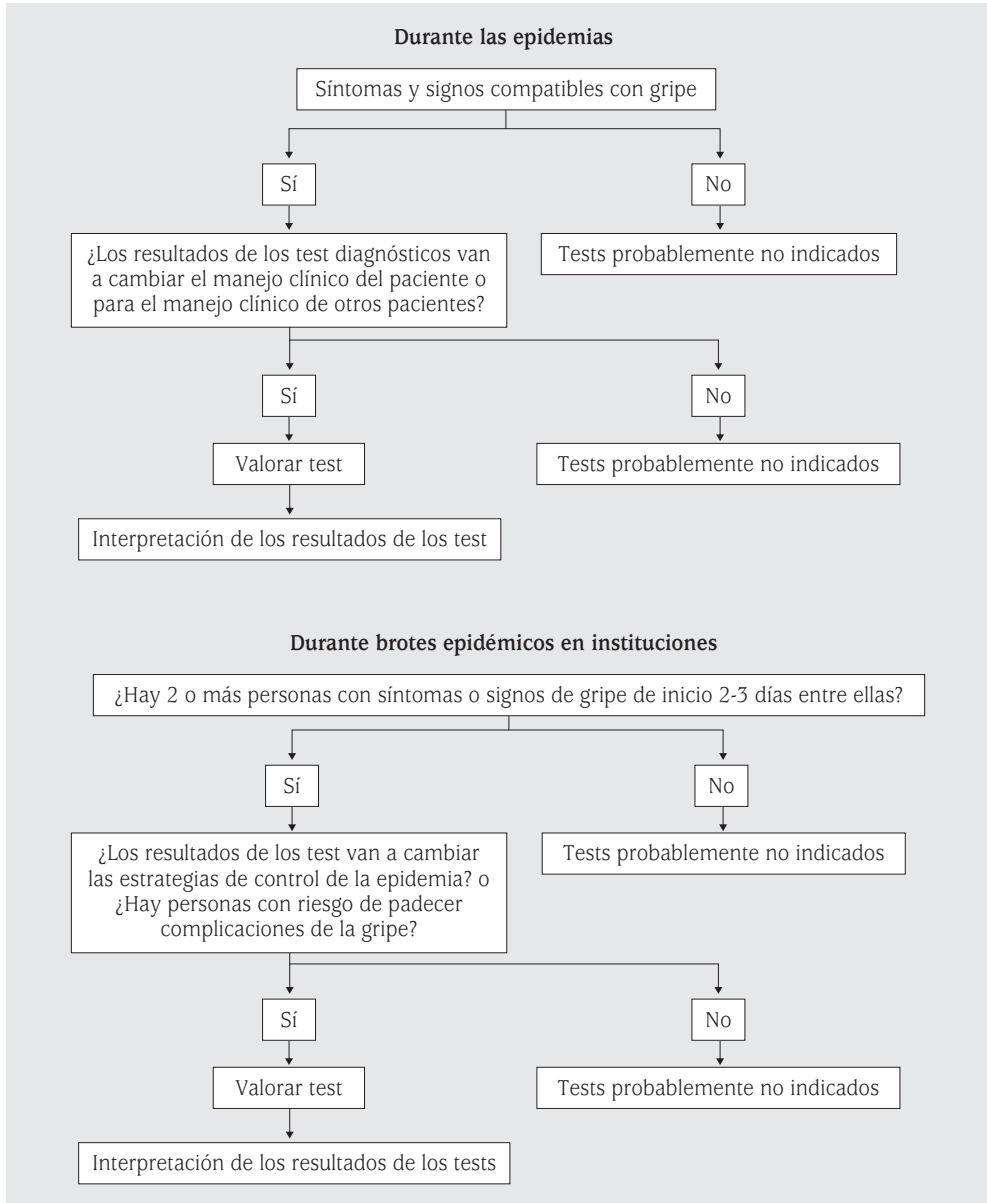 Durante las epidemias
Síntomas y signos compatibles con gripe
Sí
No
¿Los resultados de los test diagnósticos van
a cambiar el manejo clínico del paciente o
para el manejo clínico de otros pacientes?
Tests probablemente no indicados
Sí
No
Valorar test
Tests probablemente no indicados
Interpretación de los resultados de los test
Durante brotes epidémicos en instituciones
¿Hay 2 o más personas con síntomas o signos de gripe de inicio 2-3 días entre ellas?
Sí
No
¿Los resultados de los test van a cambiar
las estrategias de control de la epidemia? o
¿Hay personas con riesgo de padecer
complicaciones de la gripe?
Tests probablemente no indicados
Sí
No
Valorar test
Tests probablemente no indicados
Interpretación de los resultados de los tests